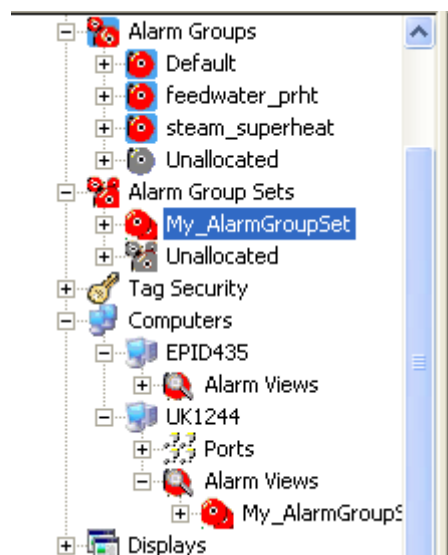 Alarm Groups
Default
feedwater_prht
steam_superheat
Unallocated
Alarm Group Sets
My_AlarmGroupSet
Unallocated
Tag Security
Computers
EPID435
Alarm Views
UK1244
Ports
Alarm Views
My_AlarmGroupS
Displays